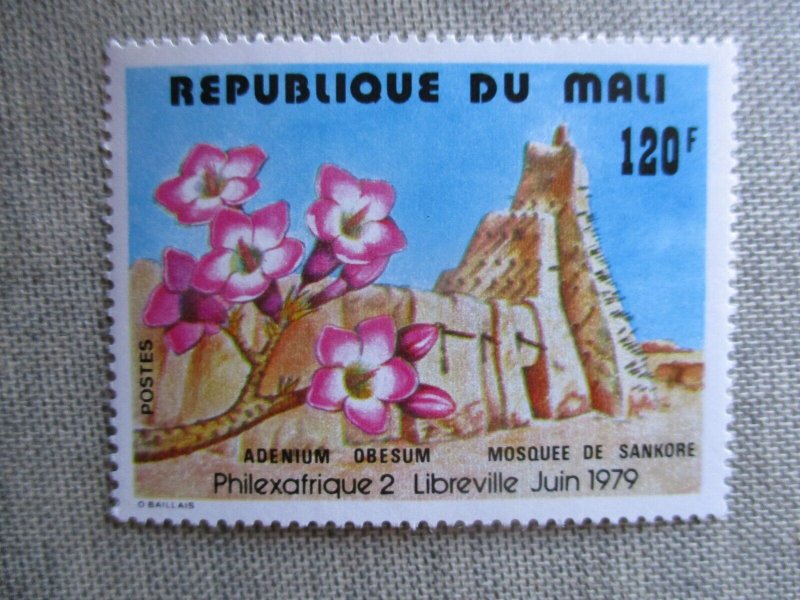 REPUBLIQUE DU MALI
120F
POSTES
ADENIUM OBESUM MOSQUEE DE SANKORE
Philexafrique 2 Libreville Juin 1979
O BAILLAIS